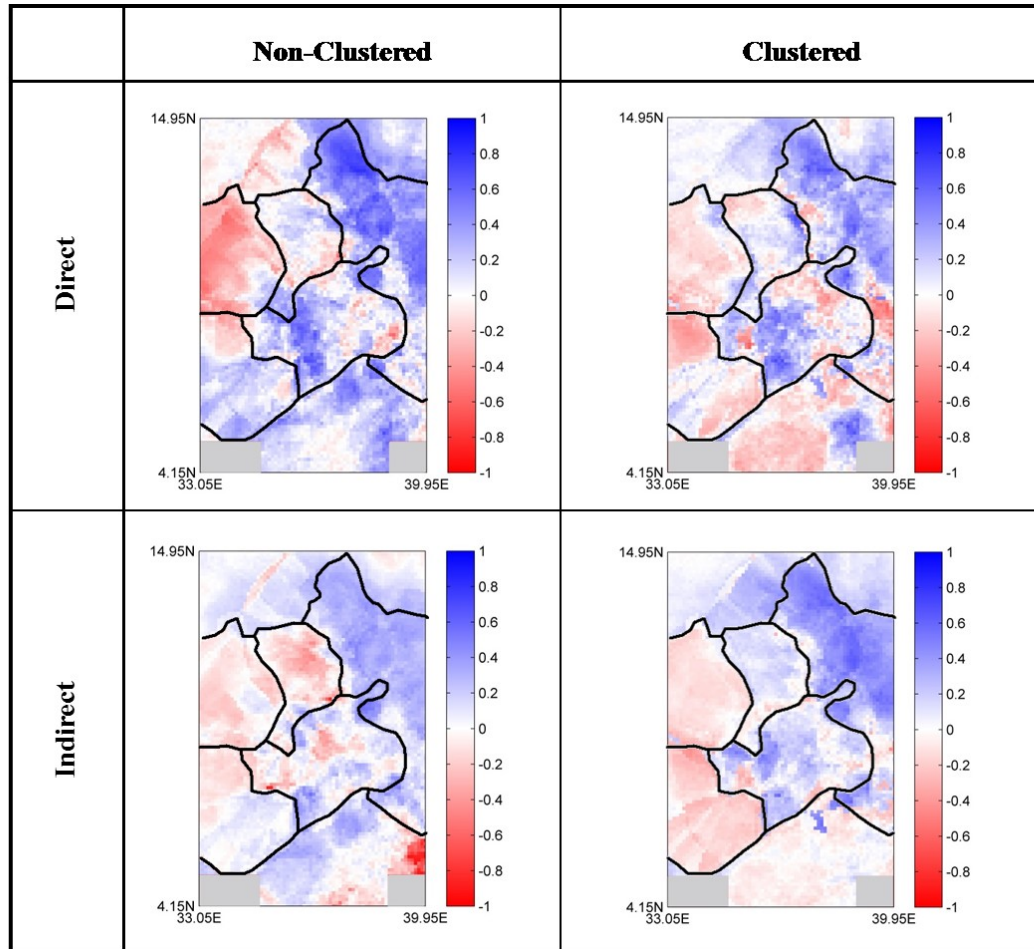 Non-Clustered
Clustered
Direct
14.95N
4.15N
33.05E
39.95E
1
0.8
0.6
0.4
0.2
0
-0.2
-0.4
-0.6
-0.8
-1
14.95N
4.15N
33.05E
39.95E
1
0.8
0.6
0.4
0.2
0
-0.2
-0.4
-0.6
-0.8
-1
Indirect
14.95N
4.15N
33.05E
39.95E
1
0.8
0.6
0.4
0.2
0
-0.2
-0.4
-0.6
-0.8
-1
14.95N
4.15N
33.05E
39.95E
1
0.8
0.6
0.4
0.2
0
-0.2
-0.4
-0.6
-0.8
-1